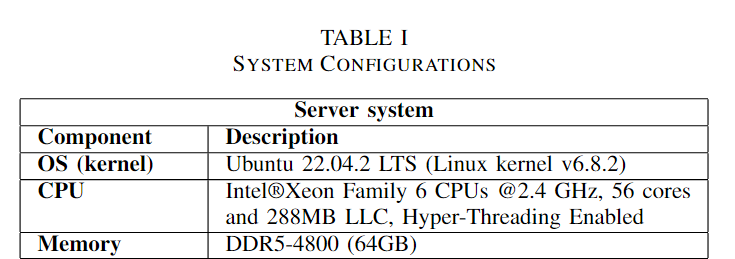 TABLE I
SYSTEM CONFIGURATIONS
Server system
Component Description
OS (kernel) Ubuntu 22.04.2 LTS (Linux kernel v6.8.2)
CPU Intel®Xeon Family 6 CPUs @2.4 GHz, 56 cores
and 288MB LLC, Hyper-Threading Enabled
Memory DDR5-4800 (64GB)